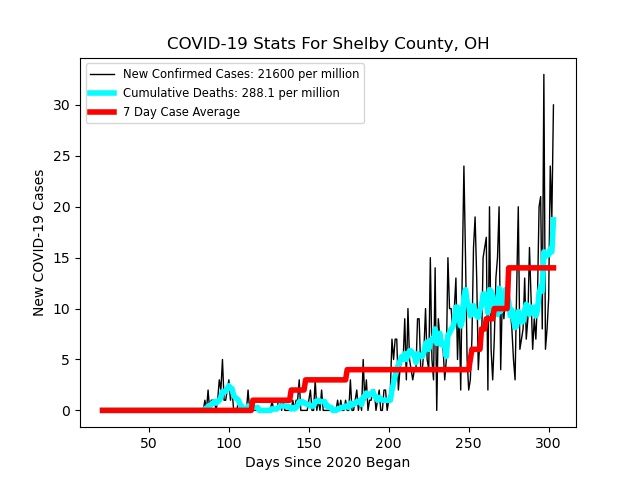 COVID-19 Stats For Shelby County, OH
New Confirmed Cases: 21600 per million
Cumulative Deaths: 288.1 per million
7 Day Case Average
New COVID-19 Cases
30
25
20
15
10
5
0
50 100 150 200 250 300
Days Since 2020 Began